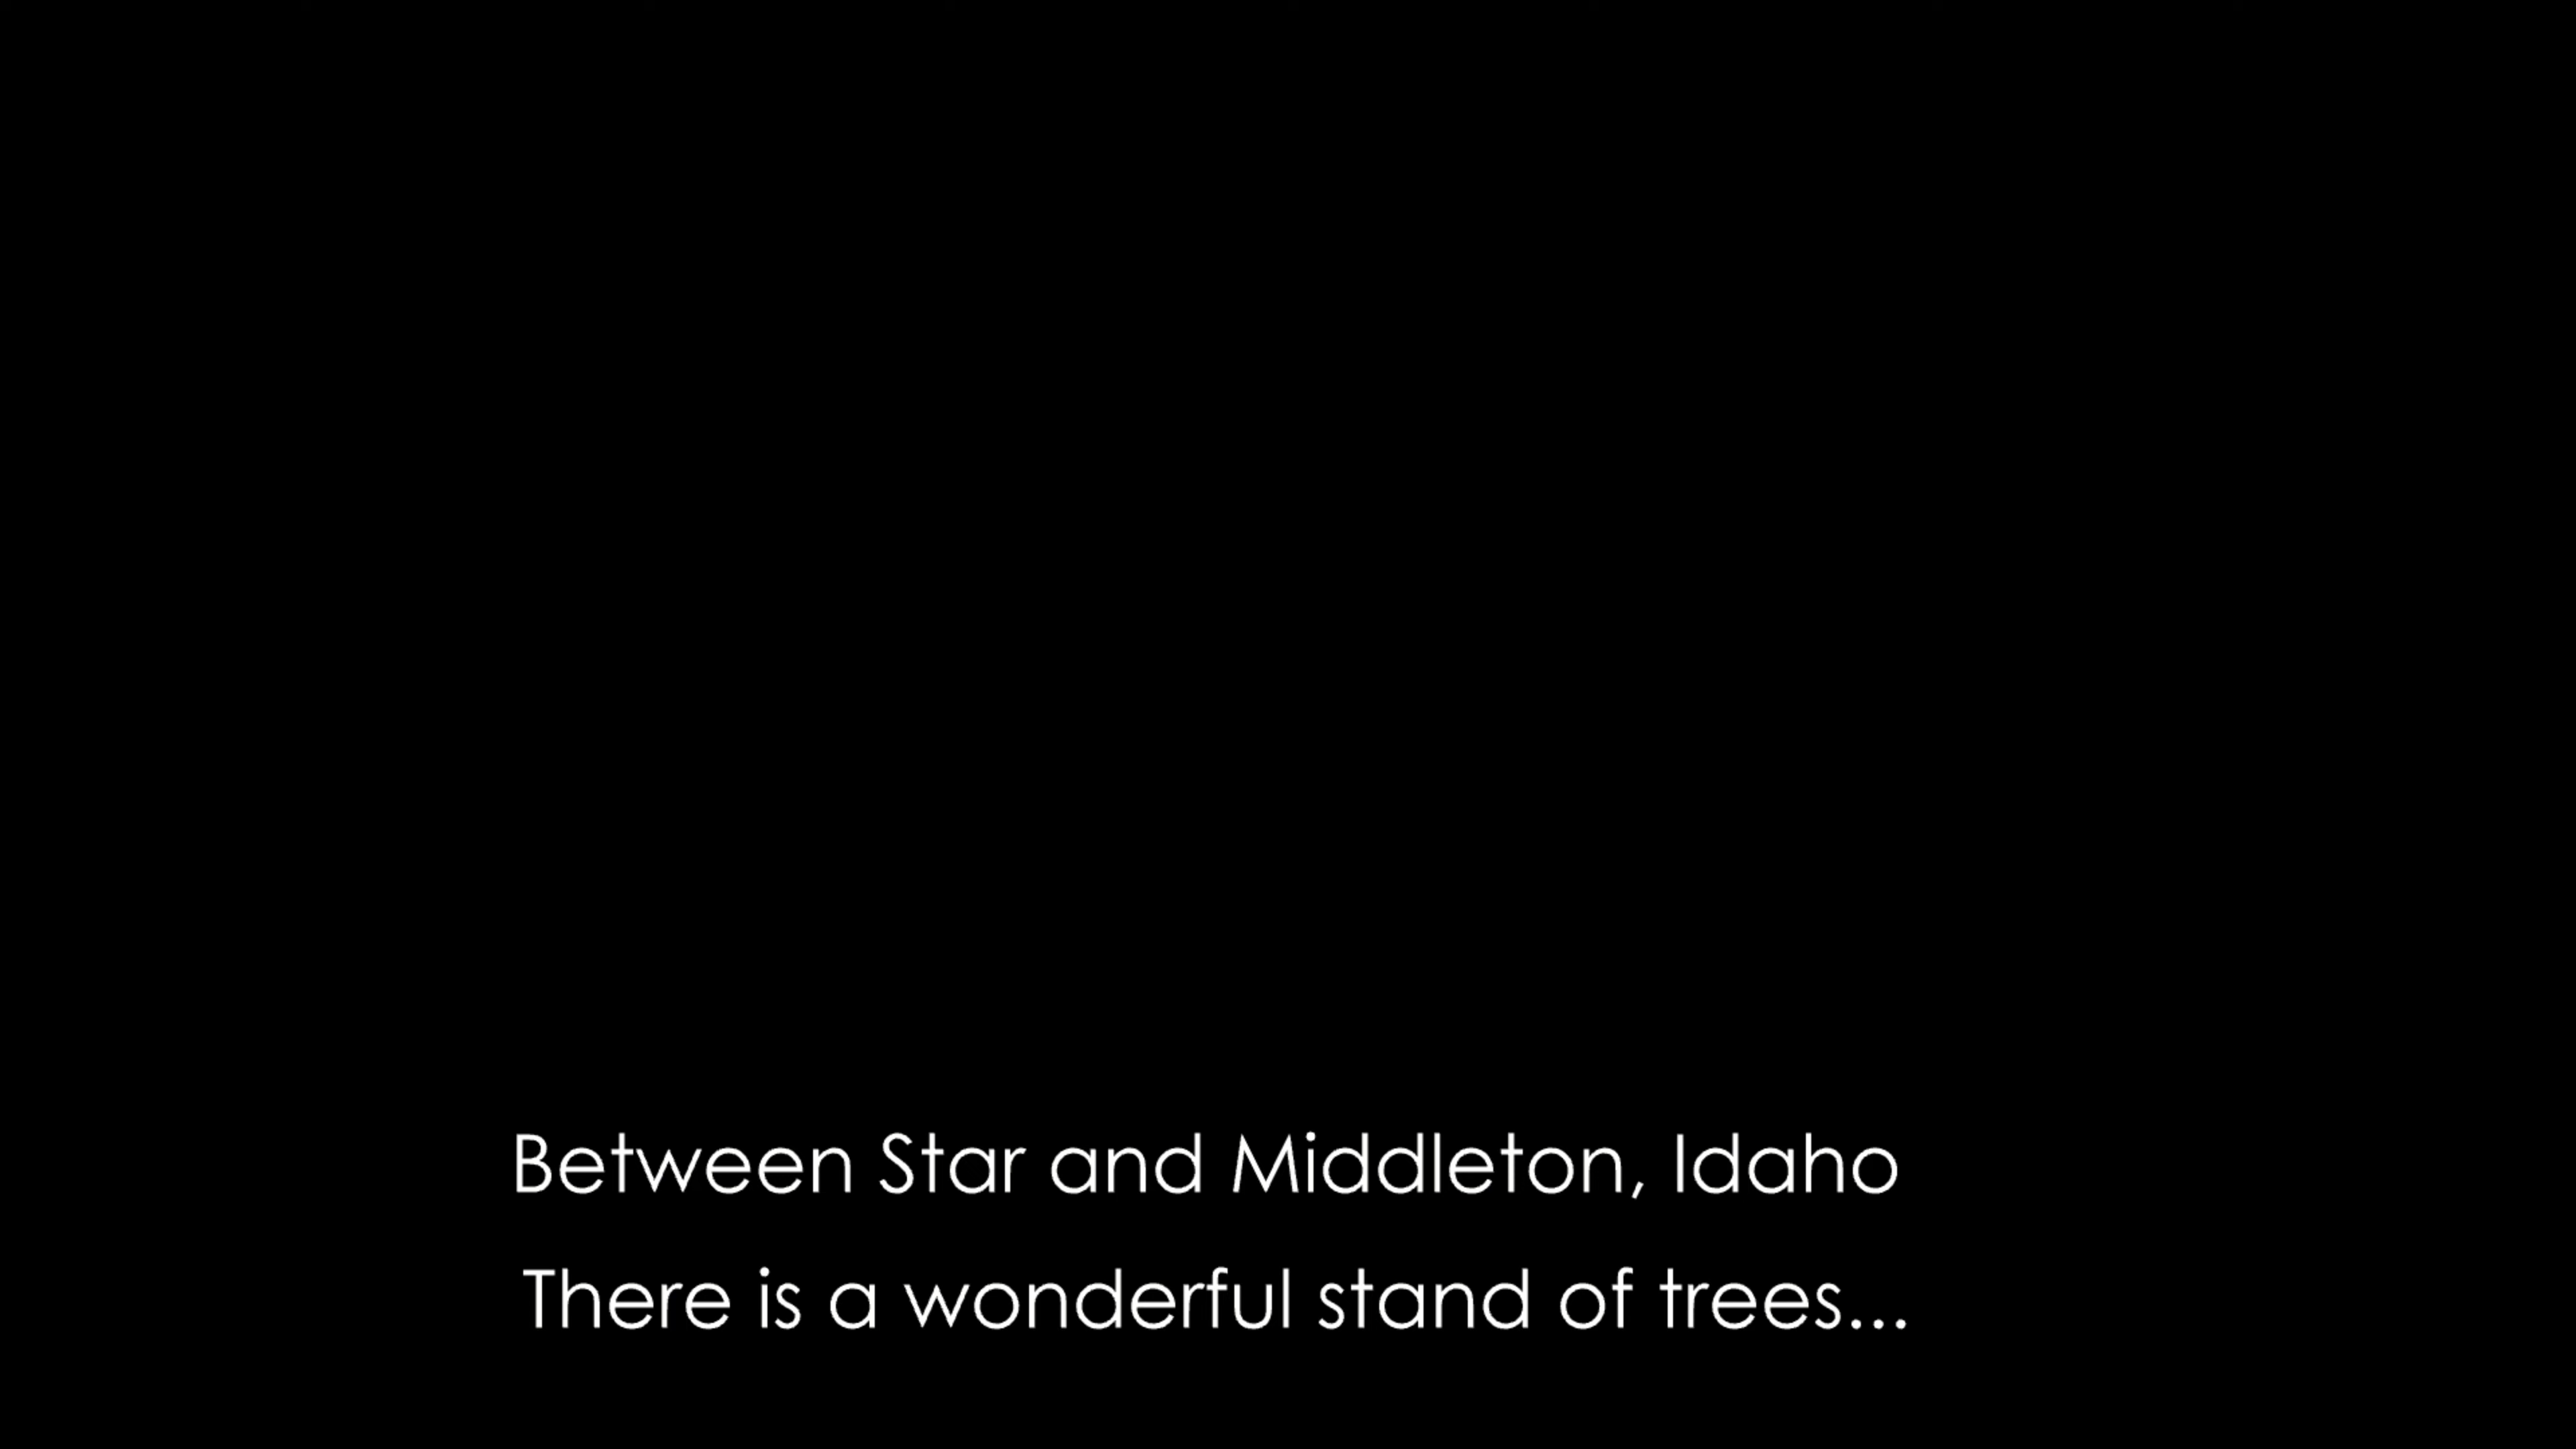 Between Star and Middleton, Idaho
There is a wonderful stand of trees...